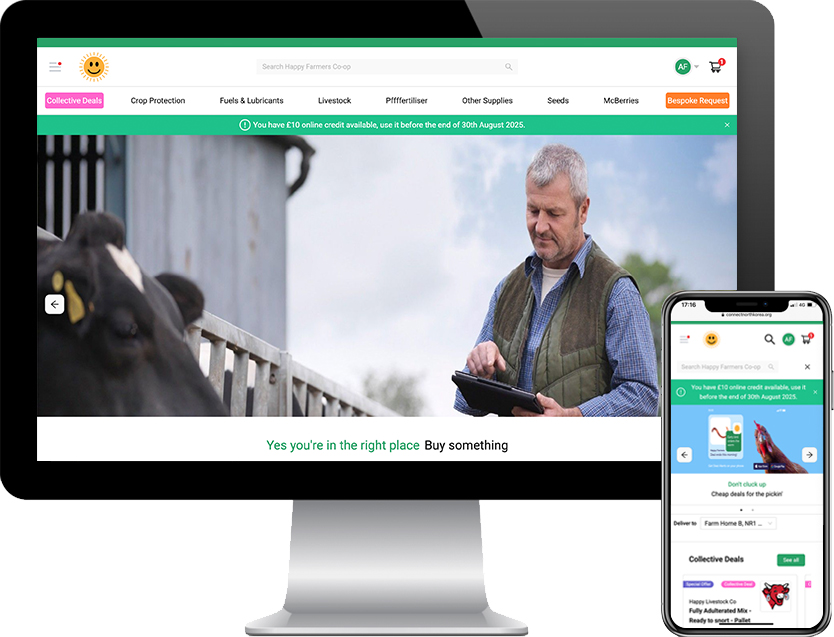 Search Happy Farmers Co-op
AF
1
Collective Deals
Crop Protection
Fuels & Lubricants
Livestock
Pffffertiliser
Other Supplies
Seeds
McBerries
Bespoke Request
You have £10 online credit available, use it before the end of 30th August 2025.
Yes you're in the right place Buy something
17:16
4G
connectnorthkorea.org
AF
Search Happy Farmers Co-op
You have £10 online credit available, use it
before the end of 30th August 2025.
Don't cluck up
Cheap deals for the pickin'
Deliver to
Farm Home B, NR1 ...
Collective Deals
See all
Special Offer
Collective Deal
Happy Livestock Co
Fully Adulterated Mix -
Ready to snort - Pallet